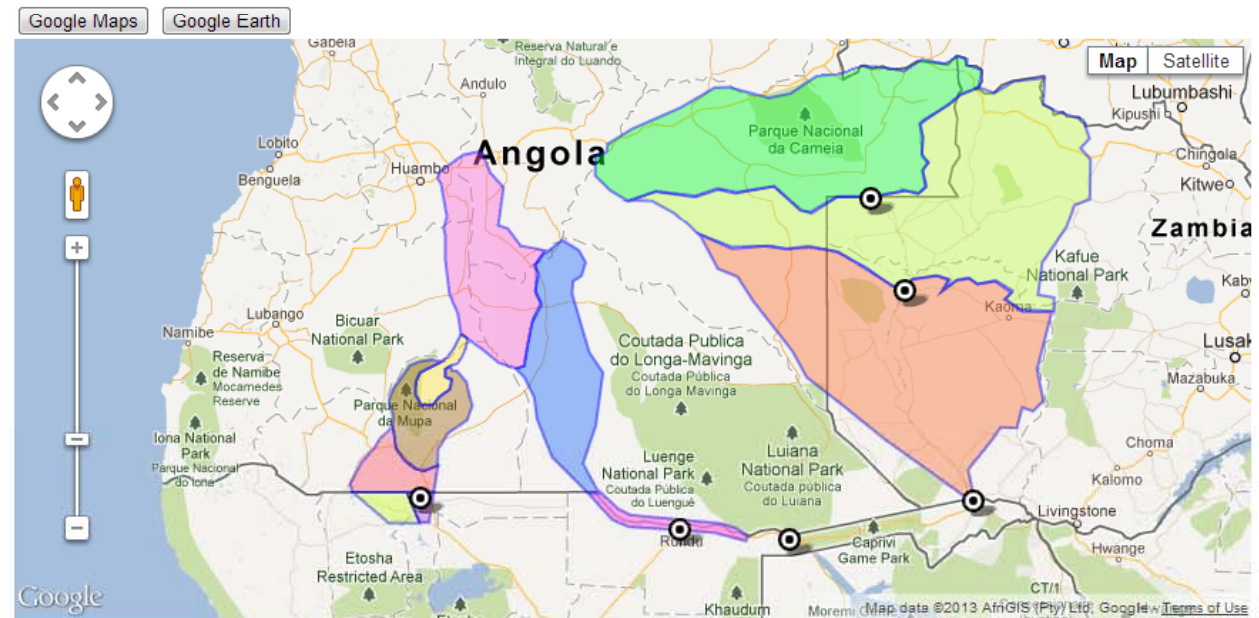 Google Maps
Google Earth
Gabela
Reserva Natural e
Integral do Luando
Map
Satellite
Andulo
Lubumbashi
Kipushi
Lobito
Angola
Parque Nacional
da Cameia
Chingola
Huambo
Benguela
Kitwe
Zambia
Kafue
National Park
Kab
Lubango
Bicuar
National Park
Kaoma
Namibe
Coutada Publica
do Longa-Mavinga
Coutada Pública
do Longa Mavinga
Lusak
Reserva
de Namibe
Mocamedes
Reserve
Mazabuka
Parque Nacional
da Mupa
Iona National
Park
Parque Nacional
do Iona
Choma
Luiana
National Park
Coutada pública
do Luiana
Luenge
National Park
Coutada Pública
do Luengué
Kalomo
Livingstone
Rundu
Caprivi
Game Park
Hwange
Etosha
Restricted Area
CT/1
Google
Khaudum
Moremi
Map data ©2013 AfriGIS (Pty) Ltd, Google - Terms of Use